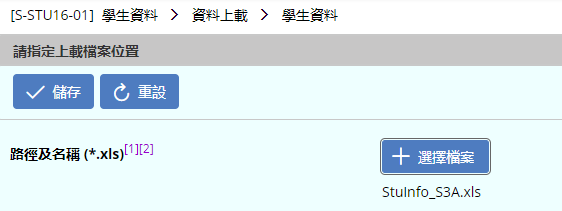 [S-STU16-01] 學生資料 > 資料上載 > 學生資料
請指定上載檔案位置
儲存 重設
路徑及名稱 (*.xls)[1][2] 選擇檔案
StuInfo_S3A.xls